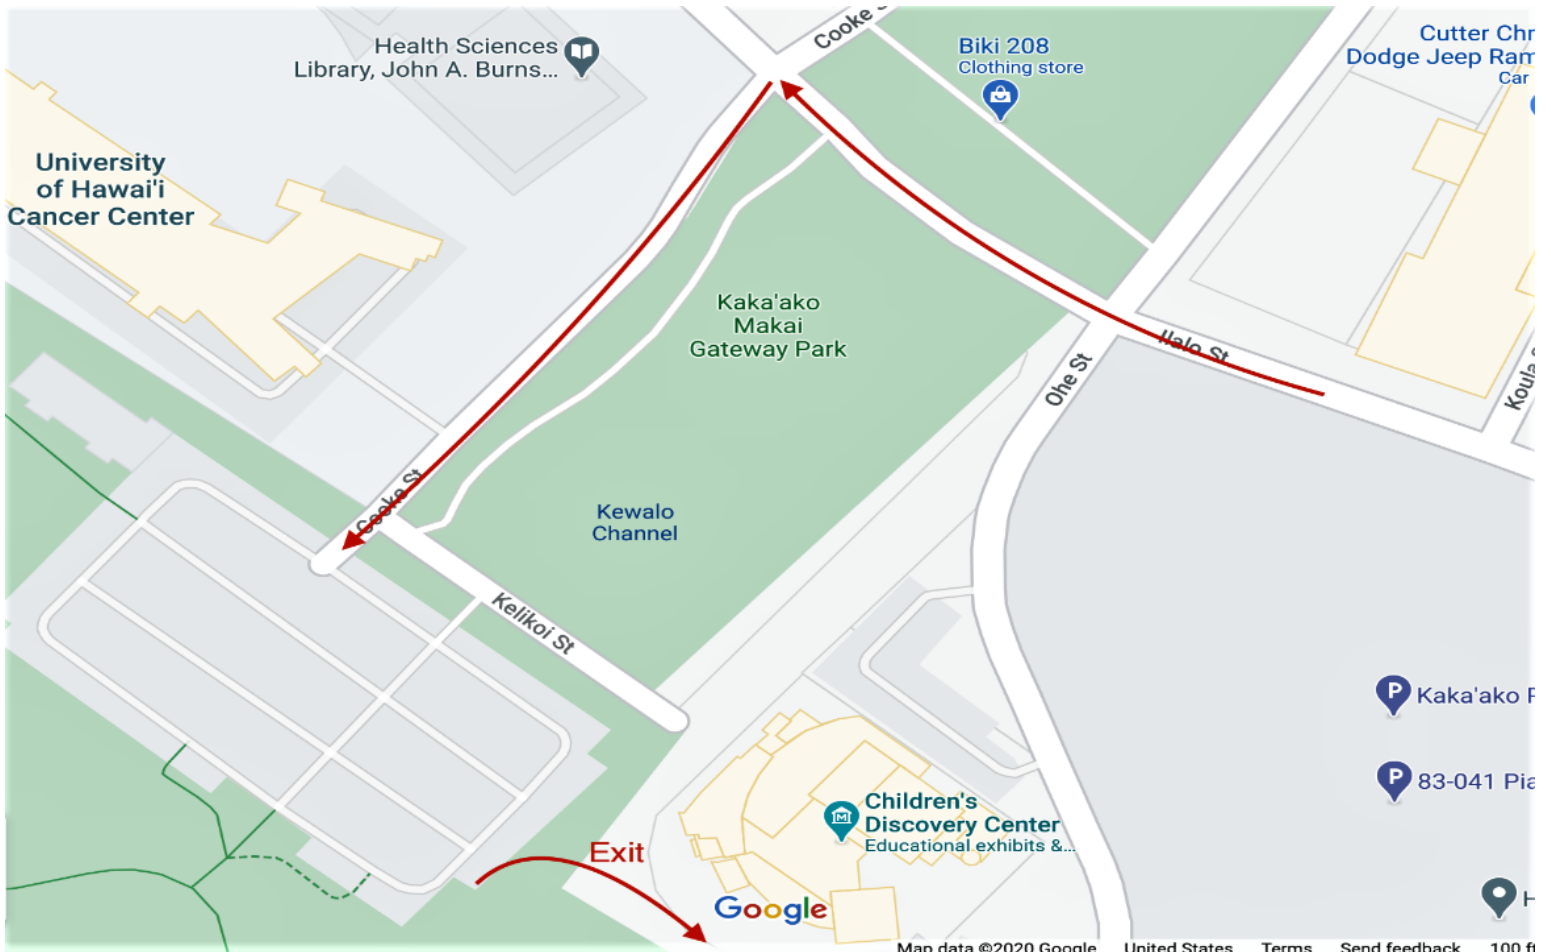 Cooke S
Health Sciences
Library, John A. Burns...
Biki 208
Clothing store
Cutter Chr
Dodge Jeep Ram
Car
University
of Hawai'i
Cancer Center
Kaka'ako
Makai
Gateway Park
Ilalo St
Ohe St
Koula
Cooke St
Kewalo
Channel
Kelikoi St
Kaka'ako P
83-041 Pia
Children's
Discovery Center
Educational exhibits &...
Exit
H
Google
Map data ©2020 Google United States Terms Send feedback 100 ft